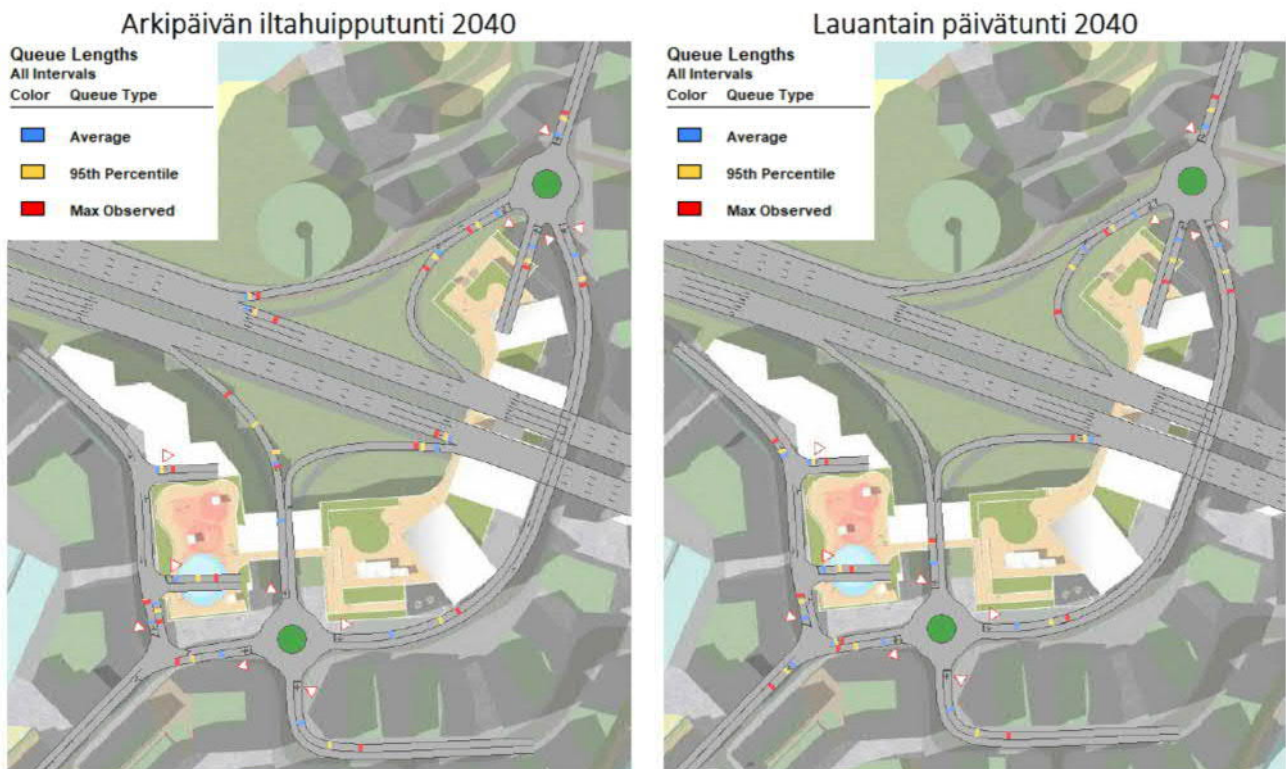 Arkipäivän iltahuipputunti 2040
Queue Lengths
All Intervals
Color Queue Type
Average
95th Percentile
Max Observed
Lauantain päivätunti 2040
Queue Lengths
All Intervals
Color Queue Type
Average
95th Percentile
Max Observed